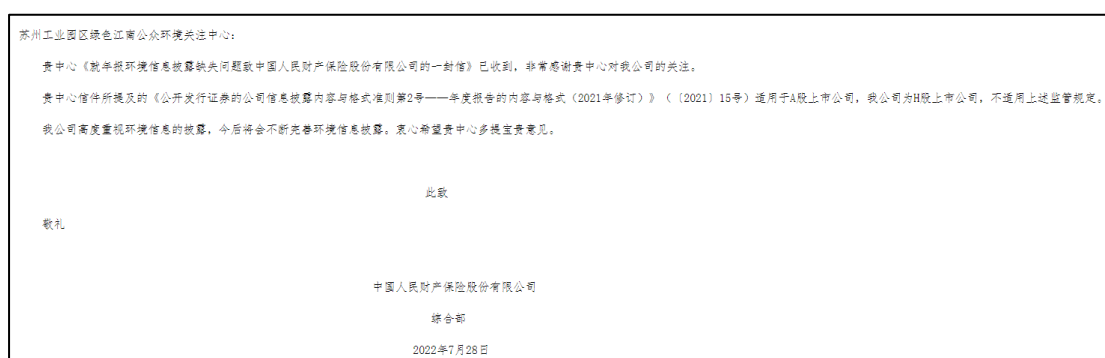 苏州工业园区绿色江南公众环境关注中心：
贵中心《就年报环境信息披露缺失问题致中国人民财产保险股份有限公司的一封信》已收到，非常感谢贵中心对我公司的关注。
贵中心信件所提及的《公开发行证券的公司信息披露内容与格式准则第2号——年度报告的内容与格式（2021年修订）》（〔2021〕15号）适用于A股上市公司，我公司为H股上市公司，不适用上述监管规定。
我公司高度重视环境信息的披露，今后将会不断完善环境信息披露。衷心希望贵中心多提宝贵意见。
此致
敬礼
中国人民财产保险股份有限公司
综合部
2022年7月28日